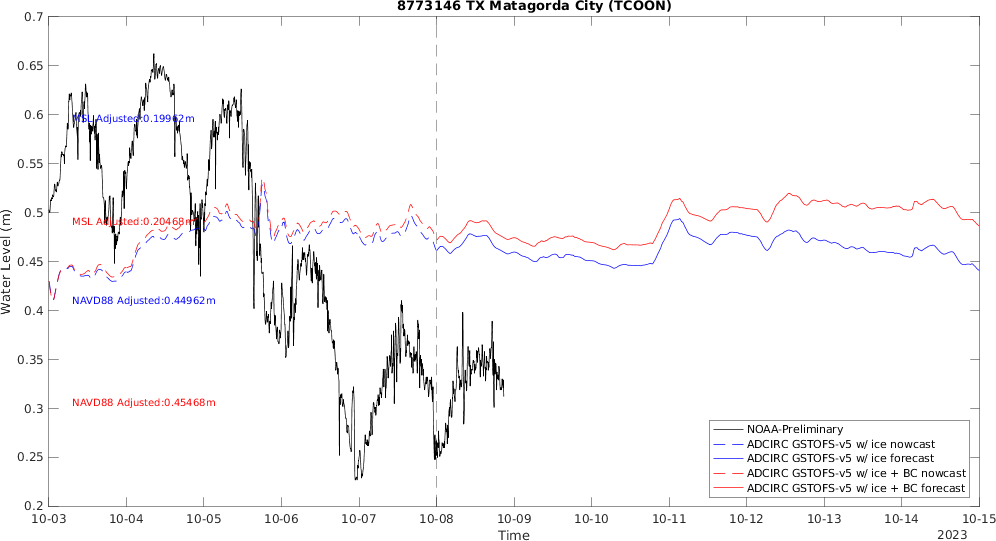 8773146 TX Matagorda City (TCOON)
0.7
0.65
0.6
0.55
0.5
0.45
0.4
0.35
0.3
0.25
0.2
Water Level (m)
MSL Adjusted:0.19962m
MSL Adjusted:0.20468m
NAVD88 Adjusted:0.44962m
NAVD88 Adjusted:0.45468m
NOAA-Preliminary
ADCIRC GSTOFS-v5 w/ ice nowcast
ADCIRC GSTOFS-v5 w/ ice forecast
ADCIRC GSTOFS-v5 w/ ice + BC nowcast
ADCIRC GSTOFS-v5 w/ ice + BC forecast
10-03 10-04 10-05 10-06 10-07 10-08 10-09 10-10 10-11 10-12 10-13 10-14 10-15
Time
2023